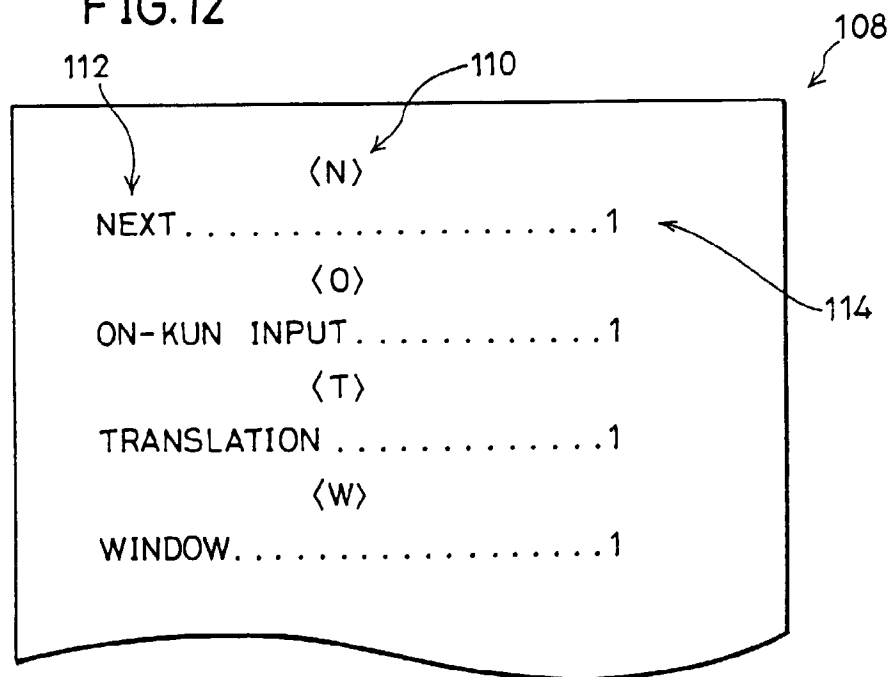 FIG.12
108
112
110
〈N〉
NEXT.....................1
〈O〉
114
ON-KUN INPUT............1
〈T〉
TRANSLATION .............1
〈W〉
WINDOW..................1